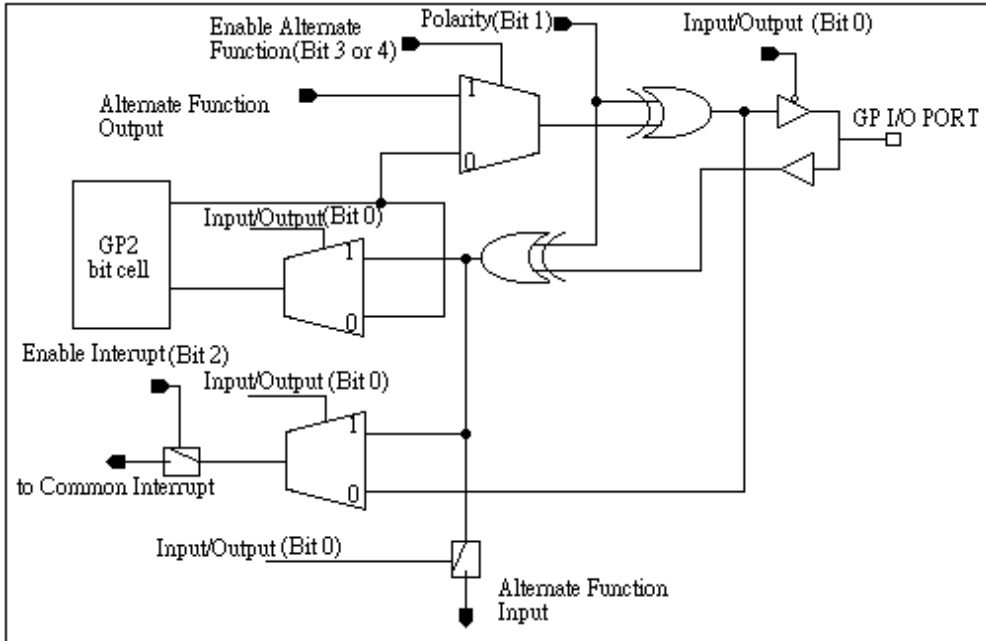 Polarity(Bit 1)
Enable Alternate
Function(Bit 3 or 4)
Input/Output (Bit 0)
1
Alternate Function
Output
GP I/O PORT
0
Input/Output(Bit 0)
GP2
bit cell
1
0
Enable Interupt(Bit 2)
Input/Output (Bit 0)
1
to Common Interrupt
0
Input/Output (Bit 0)
Alternate Function
Input